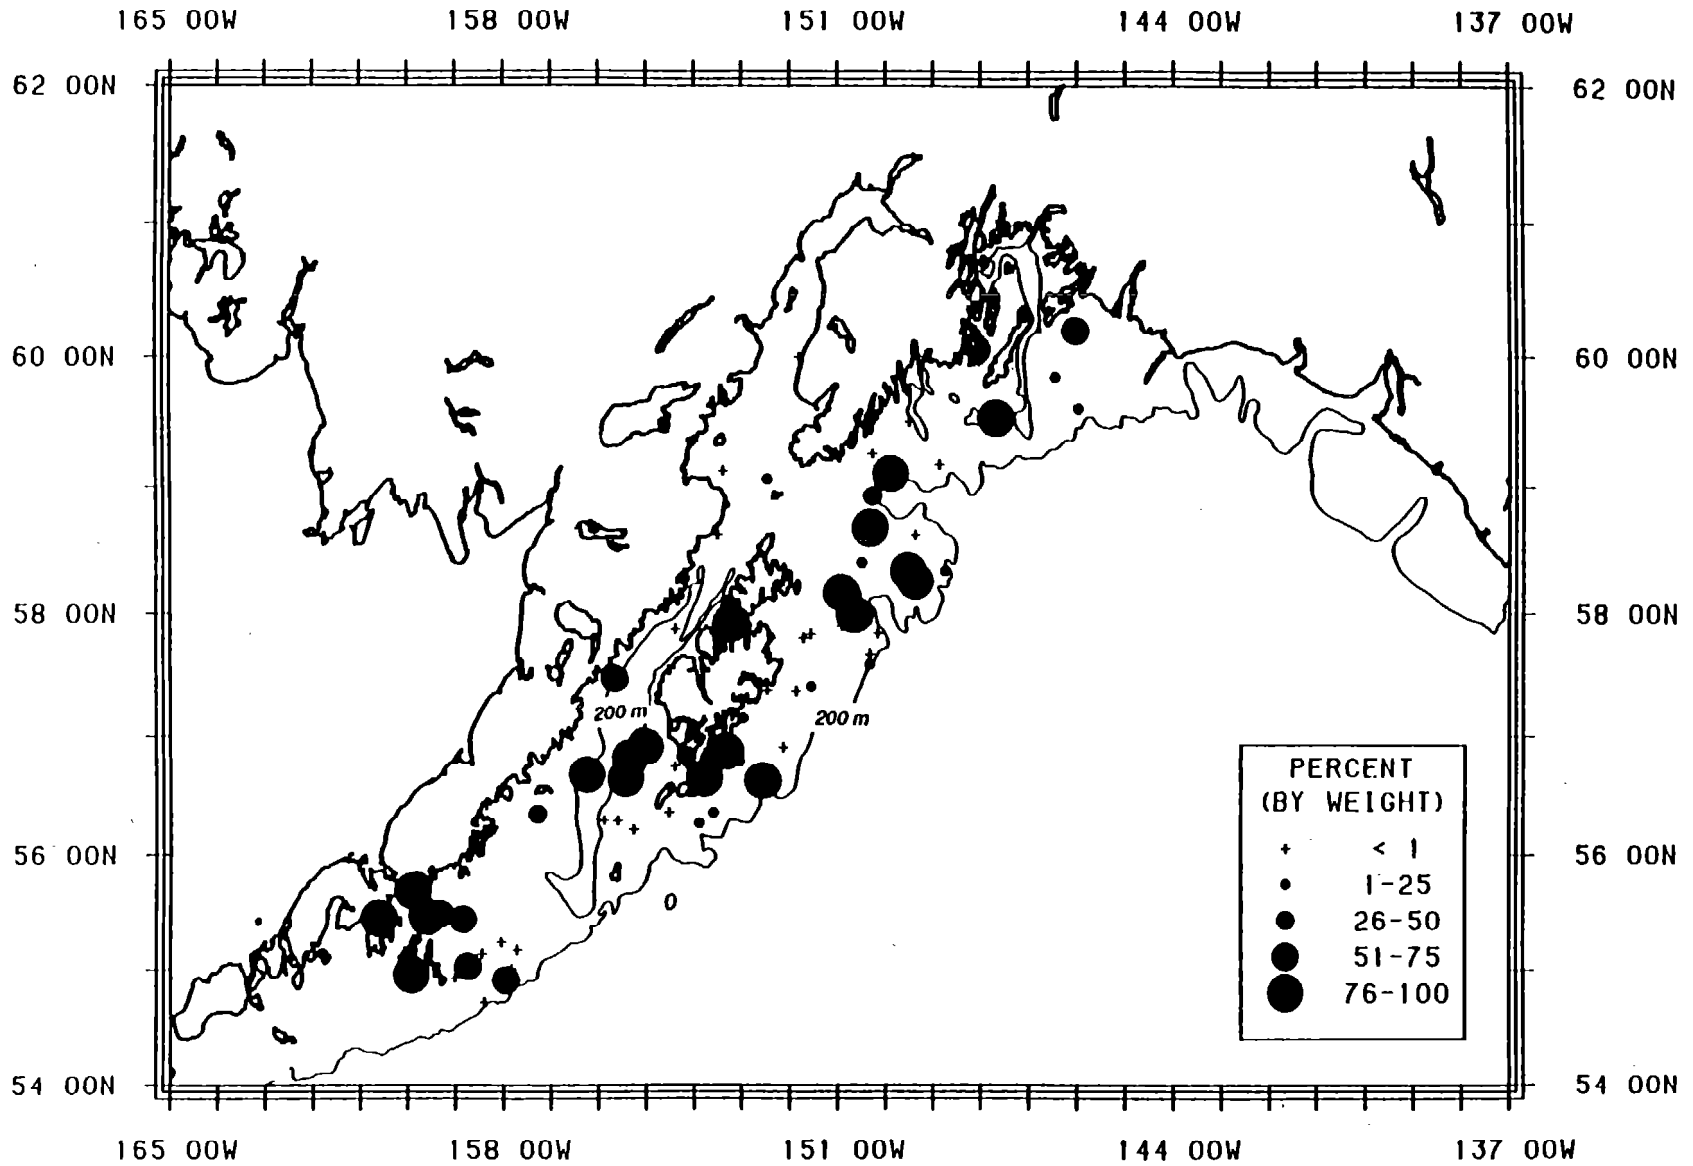 165 00W 158 00W 151 00W 144 00W 137 00W
62 00N 62 00N
60 00N 60 00N
58 00N 58 00N
200 m 200 m
PERCENT
(BY WEIGHT)
< 1
56 00N 56 00N
1-25
26-50
51-75
76-100
54 00N 54 00N
165 00W 158 00W 151 00W 144 00W 137 00W